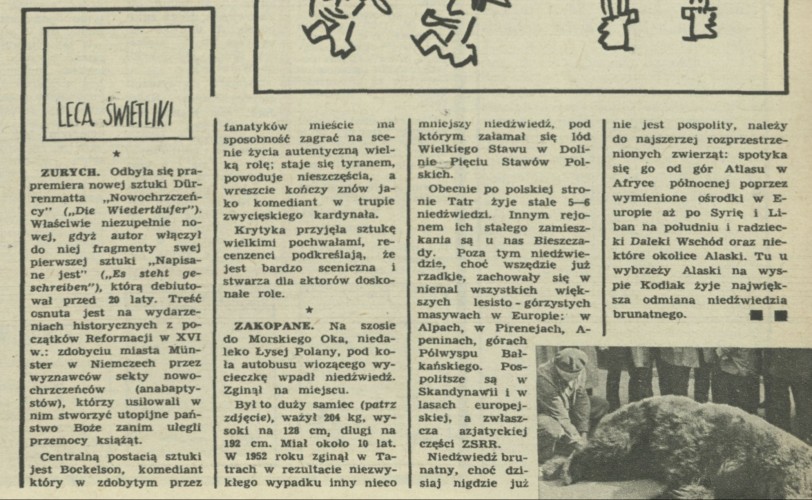 LECĄ ŚWIETLIKI
ZURYCH. Odbyła się pra-
premiera nowej sztuki Dür-
renmatta „Nowochrzczeń-
cy" („Die Wiedertäufer").
Właściwie niezupełnie no-
wej, gdyż autor włączył
do niej fragmenty swej
pierwszej sztuki „Napisa-
ne jest" („Es steht ge-
schreiben"), którą debiuto-
wał przed 20 laty. Treść
osnuta jest na wydarze-
niach historycznych z po-
czątków Reformacji w XVI
w.: zdobyciu miasta Mün-
ster w Niemczech przez
wyznawców sekty nowo-
chrzczeńców (anabapty-
stów), którzy usiłowali w
nim stworzyć utopijne pań-
stwo Boże zanim ulegli
przemocy książąt.
Centralną postacią sztuki
jest Bockelson, komediant
który w zdobytym przez
fanatyków mieście ma
sposobność zagrać na sce-
nie życia autentyczną wiel-
ką rolę; staje się tyranem,
powoduje nieszczęścia, a
wreszcie kończy znów ja-
ko komediant w trupie
zwycięskiego kardynała.
Krytyka przyjęła sztukę
wielkimi pochwałami, re-
cenzenci podkreślają, że
jest bardzo sceniczna i
stwarza dla aktorów dosko-
nałe role.
ZAKOPANE. Na szosie
do Morskiego Oka, nieda-
leko Łysej Polany, pod ko-
ła autobusu wiozącego wy-
cieczkę wpadł niedźwiedź.
Zginął na miejscu.
Był to duży samiec (patrz
zdjęcie), ważył 204 kg, wy-
soki na 128 cm, długi na
192 cm. Miał około 10 lat.
W 1952 roku zginął w Ta-
trach w rezultacie niezwy-
kłego wypadku inny nieco
mniejszy niedźwiedź, pod
którym załamał się lód
Wielkiego Stawu w Doli-
nie Pięciu Stawów Pol-
skich.
Obecnie po polskiej stro-
nie Tatr żyje stale 5—6
niedźwiedzi. Innym rejo-
nem ich stałego zamiesz-
kania są u nas Bieszcza-
dy. Poza tym niedźwie-
dzie, choć wszędzie już
rzadkie, zachowały się w
niemal wszystkich więk-
szych lesisto-górzystych
masywach w Europie: w
Alpach, w Pirenejach, A-
peninach, górach
Półwyspu Bał-
kańskiego. Pos-
politsze są w
Skandynawii i w
lasach europej-
skiej, a zwłasz-
cza azjatyckiej
części ZSRR.
Niedźwiedź bru-
natny, choć dzi-
siaj nigdzie już
nie jest pospolity, należy
do najszerzej rozprzestrze-
nionych zwierząt: spotyka
się go od gór Atlasu w
Afryce północnej poprzez
wymienione ośrodki w E-
uropie aż po Syrię i Li-
ban na południu i radziec-
ki Daleki Wschód oraz nie-
które okolice Alaski. Tu u
wybrzeży Alaski na wys-
pie Kodiak żyje najwięk-
sza odmiana niedźwiedzia
brunatnego.